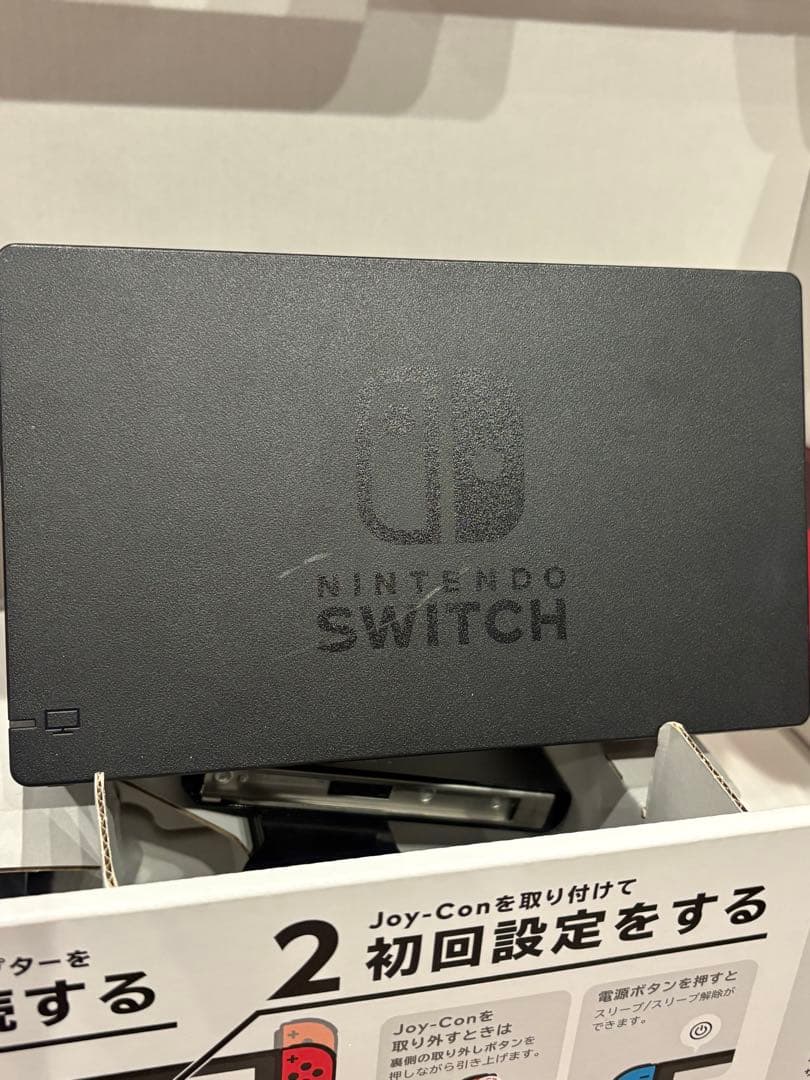 NINTENDO
SWITCH
プターを
続する
2
Joy-Conを取り付けて
初回設定をする
Joy-Conを
取り外すときは
裏側の取り外しボタンを
押しながら引き上げます。
電源ボタンを押すと
スリープ/スリープ解除が
できます。